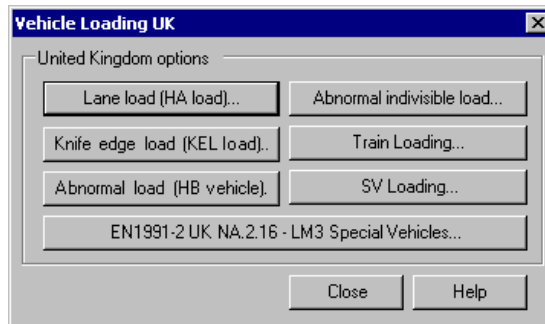 Vehicle Loading UK
United Kingdom options
Lane load (HA load)...
Abnormal indivisible load...
Knife edge load (KEL load)..
Train Loading...
Abnormal load (HB vehicle).
SV Loading...
EN1991-2 UK NA.2.16 - LM3 Special Vehicles...
Close
Help